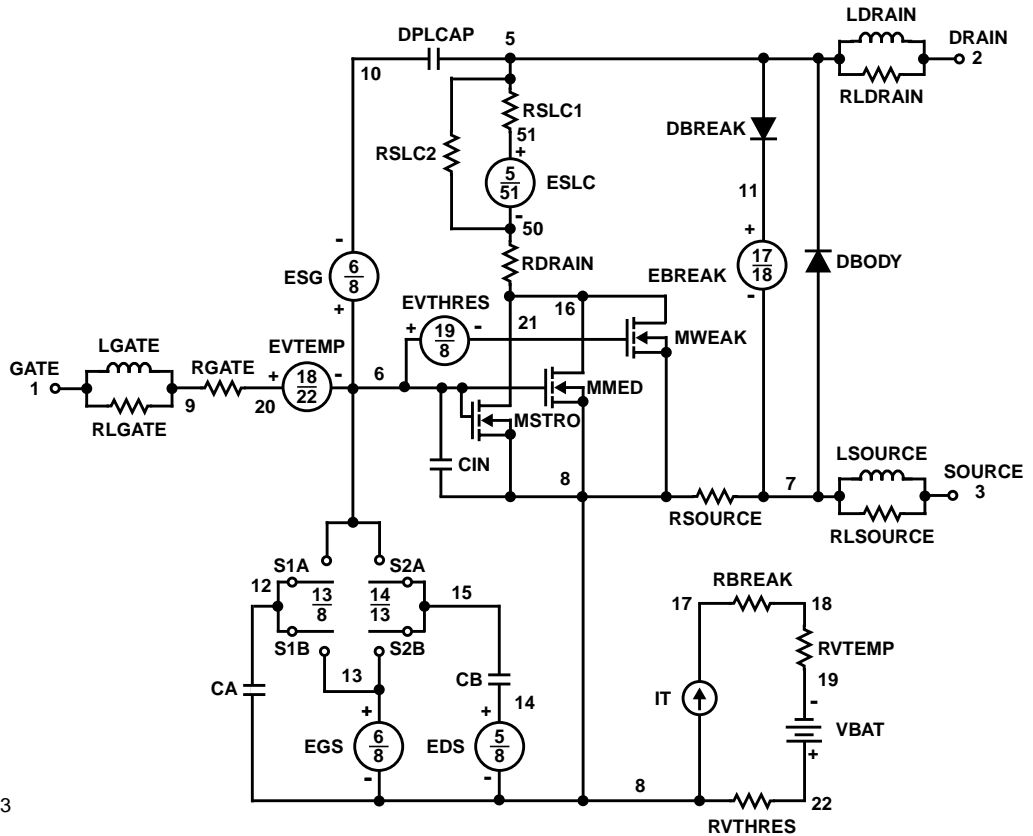 LDRAIN
DPLCAP 5 DRAIN
10 2
RLDRAIN
RSLC1
DBREAK
51
RSLC2 +
5
51
ESLC
11
-
50
- +
RDRAIN
6
8
ESG
17
18
EBREAK DBODY
+
EVTHRES 16
-
+ 19
8
- 21
MWEAK
LGATE EVTEMP
GATE RGATE + 18
22
- 6
MMED
1
9 20
MSTRO
RLGATE
LSOURCE
CIN
8 7 SOURCE
3
RSOURCE
RLSOURCE
S1A S2A
12 13
8
14
13
15
RBREAK
17 18
S1B S2B
RVTEMP
13
CA CB 19
14
IT
-
+ +
VBAT
EGS 6
8
EDS 5
8
+
- -
8 22
RVTHRES
3